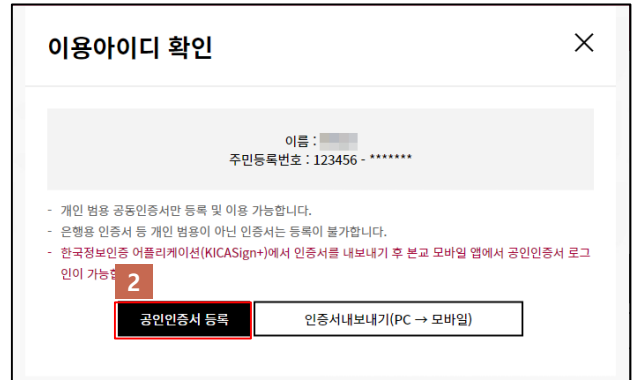 이용아이디 확인
이름 :
주민등록번호 : 123456 - *******
- 개인 범용 공동인증서만 등록 및 이용 가능합니다.
- 은행용 인증서 등 개인 범용이 아닌 인증서는 등록이 불가합니다.
- 한국정보인증 어플리케이션(KICASign+)에서 인증서를 내보내기 후 본교 모바일 앱에서 공인인증서 로그
인이 가능합
2
공인인증서 등록
인증서내보내기(PC → 모바일)